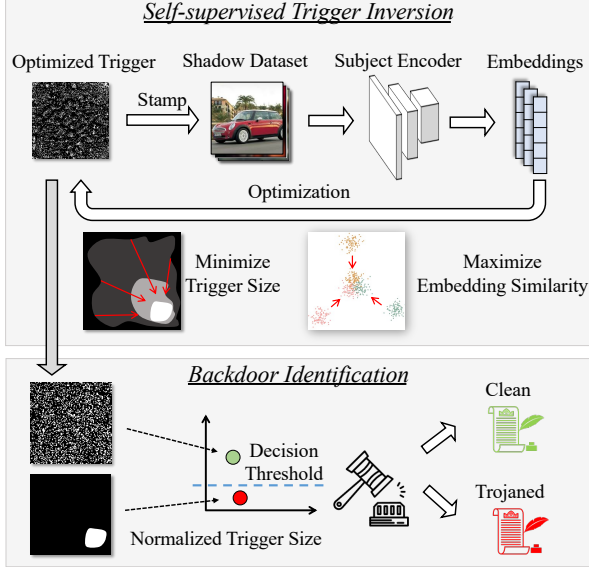 Self-supervised Trigger Inversion
Optimized Trigger
Shadow Dataset
Subject Encoder
Embeddings
Stamp
Optimization
Minimize
Trigger Size
Maximize
Embedding Similarity
Backdoor Identification
Decision
Threshold
Normalized Trigger Size
Clean
Trojaned